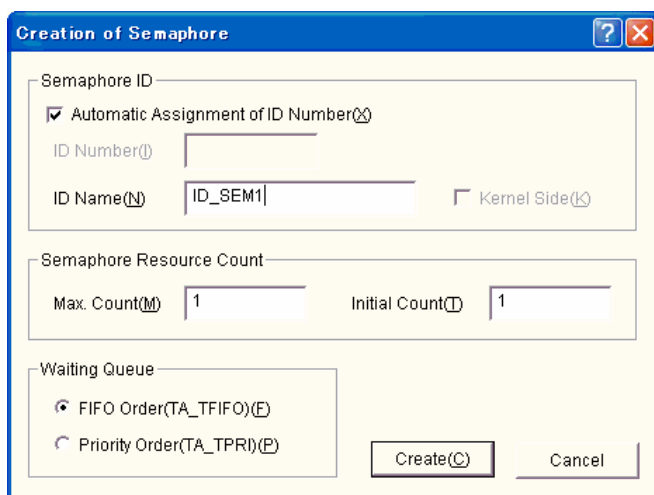 Creation of Semaphore
Semaphore ID
Automatic Assignment of ID Number(X)
ID Number(I)
ID Name(N) ID_SEM1 Kernel Side(K)
Semaphore Resource Count
Max. Count(M) 1 Initial Count(T) 1
Waiting Queue
FIFO Order(TA_TFIFO)(F)
Priority Order(TA_TPRI)(P)
Create(C) Cancel